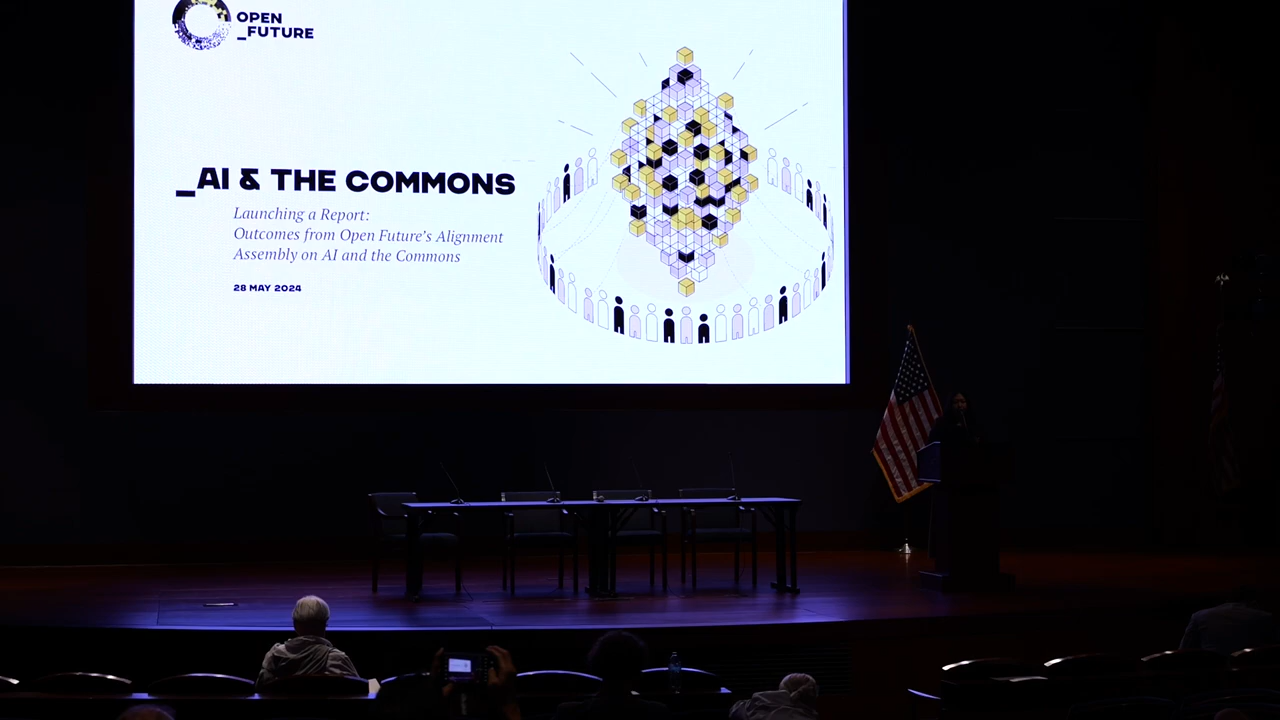 OPEN
_FUTURE
_AI & THE COMMONS
Launching a Report:
Outcomes from Open Future's Alignment
Assembly on AI and the Commons
28 MAY 2024